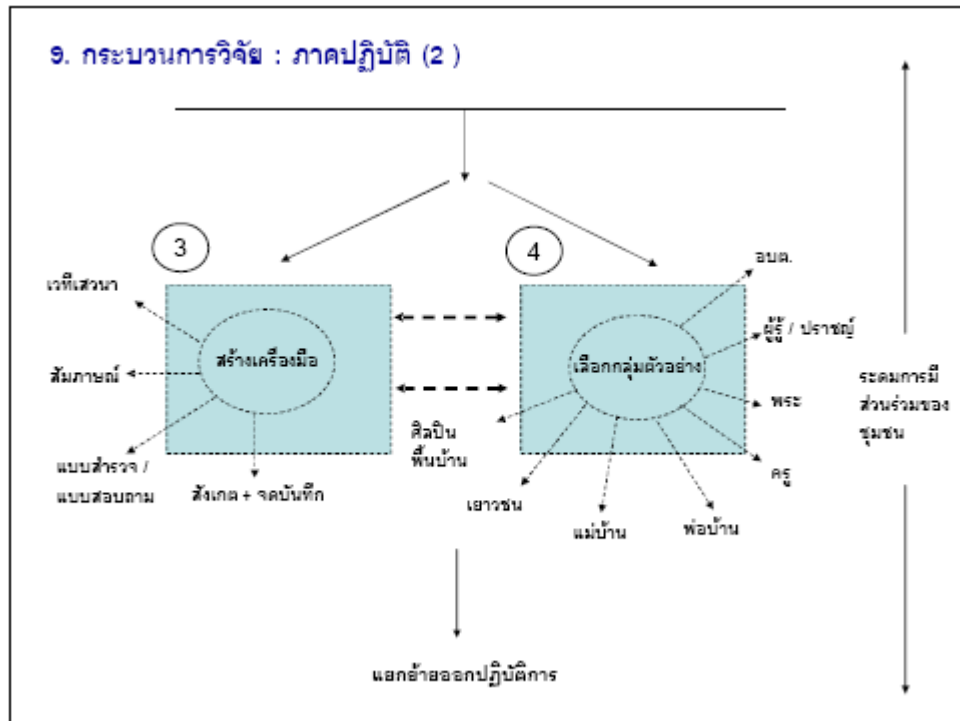 9. กระบวนการวิจัย : ภาคปฏิบัติ (2 )
3
4
อบต.
เวทีเสวนา
ผู้รู้ / ปราชญ์
สร้างเครื่องมือ
เลือกกลุ่มตัวอย่าง
สัมภาษณ์
พระ
ระดมการมี
ส่วนร่วมของ
ชุมชน
ศิลปิน
พื้นบ้าน
ครู
แบบสำรวจ /
แบบสอบถาม
สังเกต + จดบันทึก
เยาวชน
แม่บ้าน
พ่อบ้าน
แยกย้ายออกปฏิบัติการ